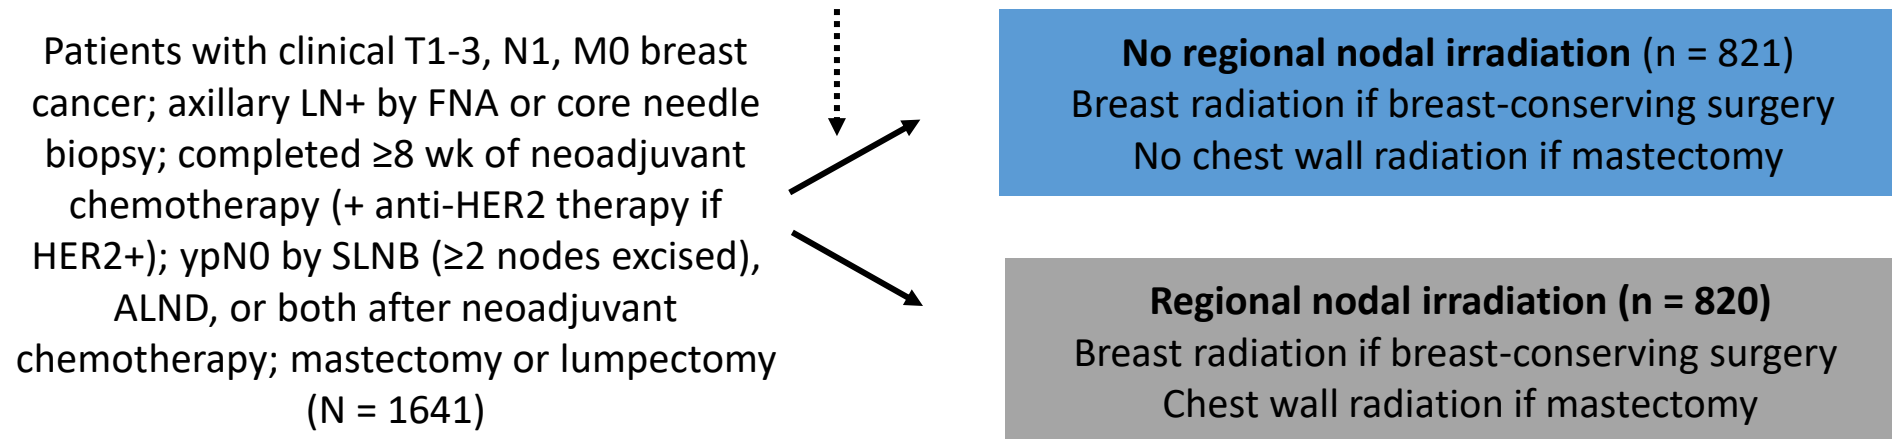 Patients with clinical T1-3, N1, M0 breast
cancer; axillary LN+ by FNA or core needle
biopsy; completed ≥8 wk of neoadjuvant
chemotherapy (+ anti-HER2 therapy if
HER2+); ypN0 by SLNB (≥2 nodes excised),
ALND, or both after neoadjuvant
chemotherapy; mastectomy or lumpectomy
(N = 1641)
No regional nodal irradiation (n = 821)
Breast radiation if breast-conserving surgery
No chest wall radiation if mastectomy
Regional nodal irradiation (n = 820)
Breast radiation if breast-conserving surgery
Chest wall radiation if mastectomy